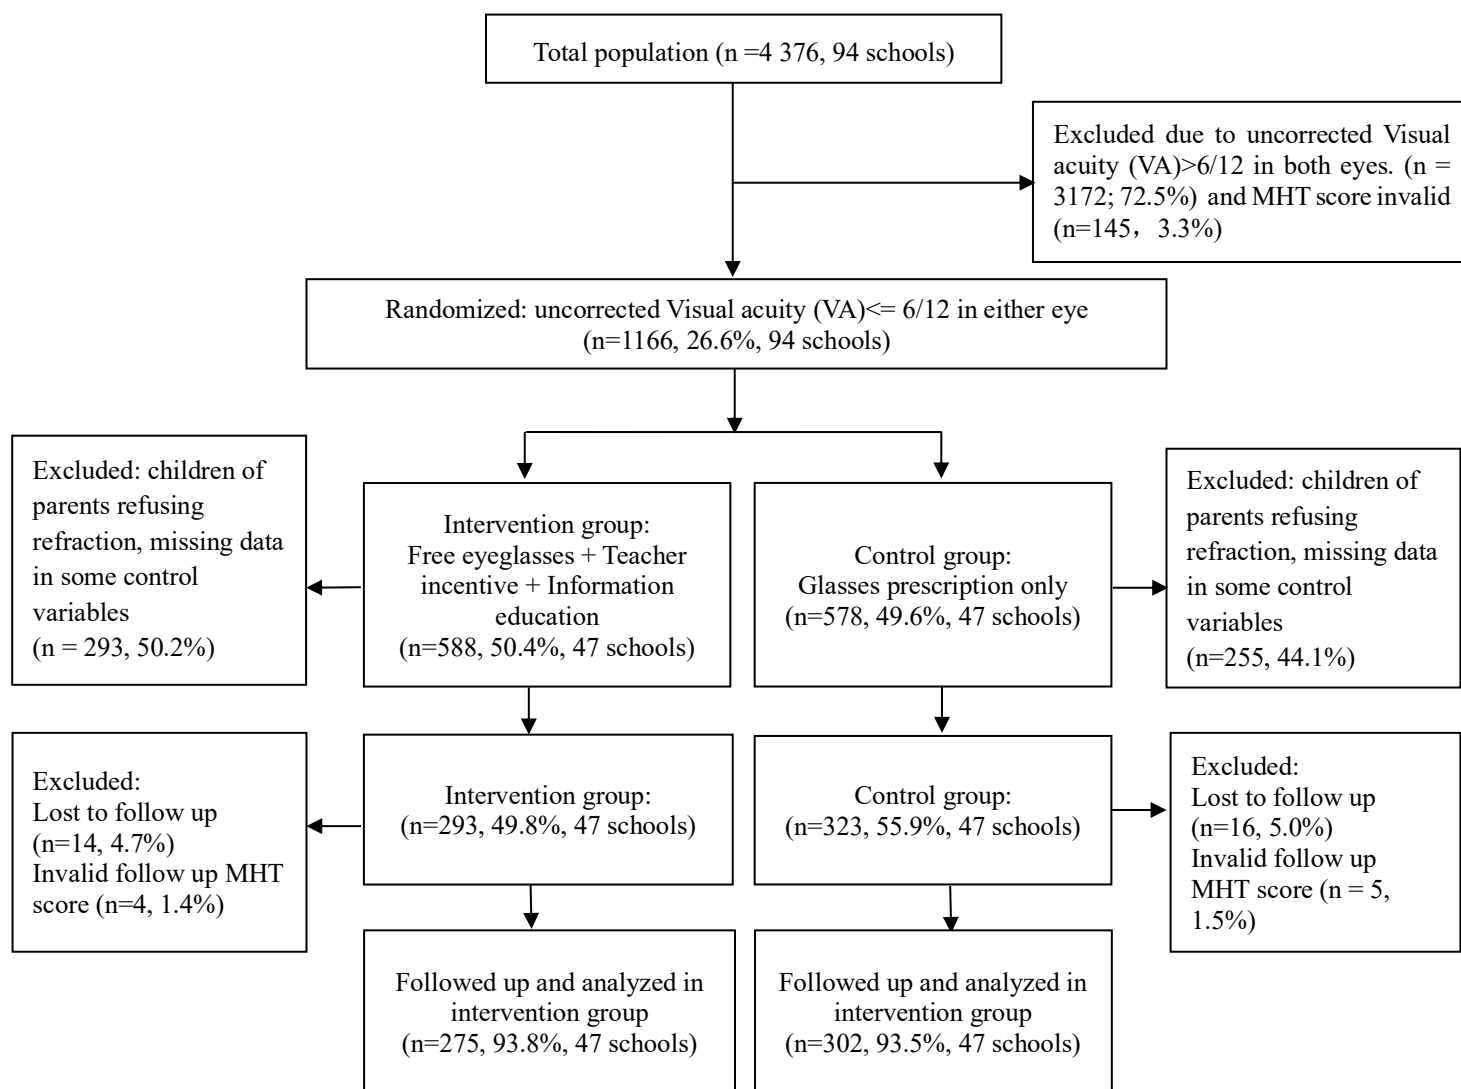 Total population (n =4 376, 94 schools)
Excluded due to uncorrected Visual
acuity (VA)>6/12 in both eyes. (n =
3172; 72.5%) and MHT score invalid
(n=145， 3.3%)
Randomized: uncorrected Visual acuity (VA)<= 6/12 in either eye
(n=1166, 26.6%, 94 schools)
Excluded: children of
parents refusing
refraction, missing data
in some control
variables
(n = 293, 50.2%)
Intervention group:
Free eyeglasses + Teacher
incentive + Information
education
(n=588, 50.4%, 47 schools)
Control group:
Glasses prescription only
(n=578, 49.6%, 47 schools)
Excluded: children of
parents refusing
refraction, missing data
in some control
variables
(n=255, 44.1%)
Excluded:
Lost to follow up
(n=14, 4.7%)
Invalid follow up MHT
score (n=4, 1.4%)
Intervention group:
(n=293, 49.8%, 47 schools)
Control group:
(n=323, 55.9%, 47 schools)
Excluded:
Lost to follow up
(n=16, 5.0%)
Invalid follow up
MHT score (n = 5,
1.5%)
Followed up and analyzed in
intervention group
(n=275, 93.8%, 47 schools)
Followed up and analyzed in
intervention group
(n=302, 93.5%, 47 schools)